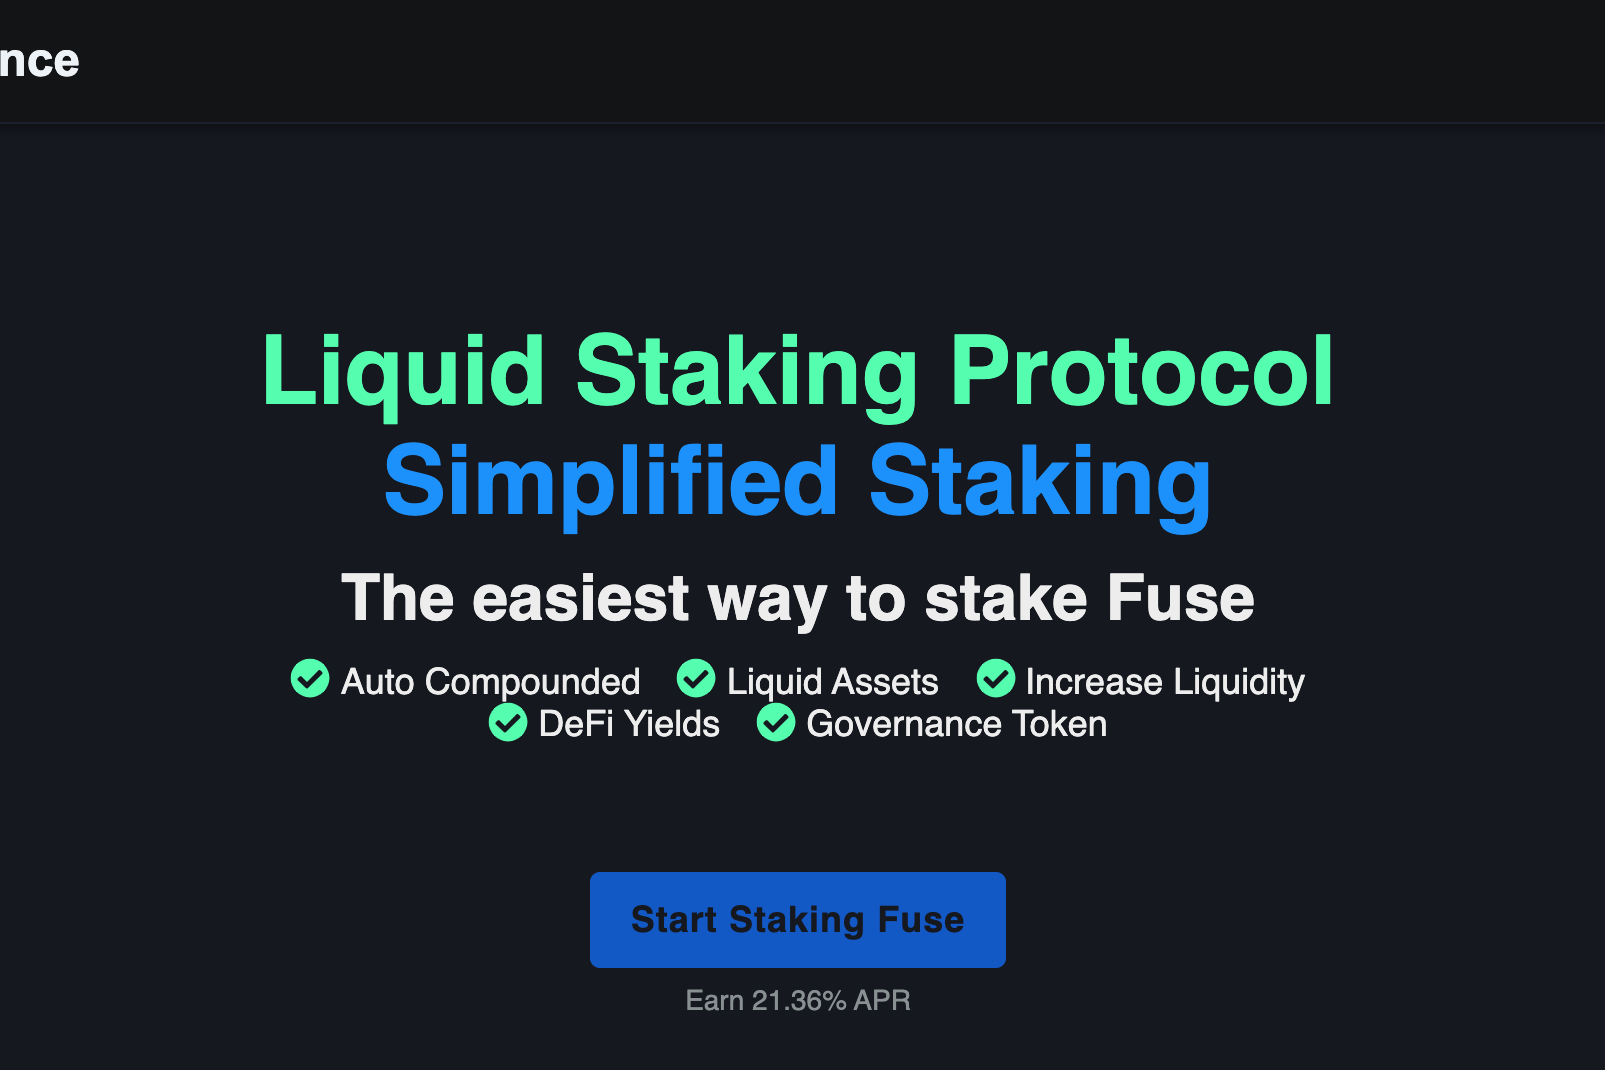 nce
Liquid Staking Protocol
Simplified Staking
The easiest way to stake Fuse
Auto Compounded Liquid Assets Increase Liquidity
DeFi Yields Governance Token
Start Staking Fuse
Earn 21.36% APR